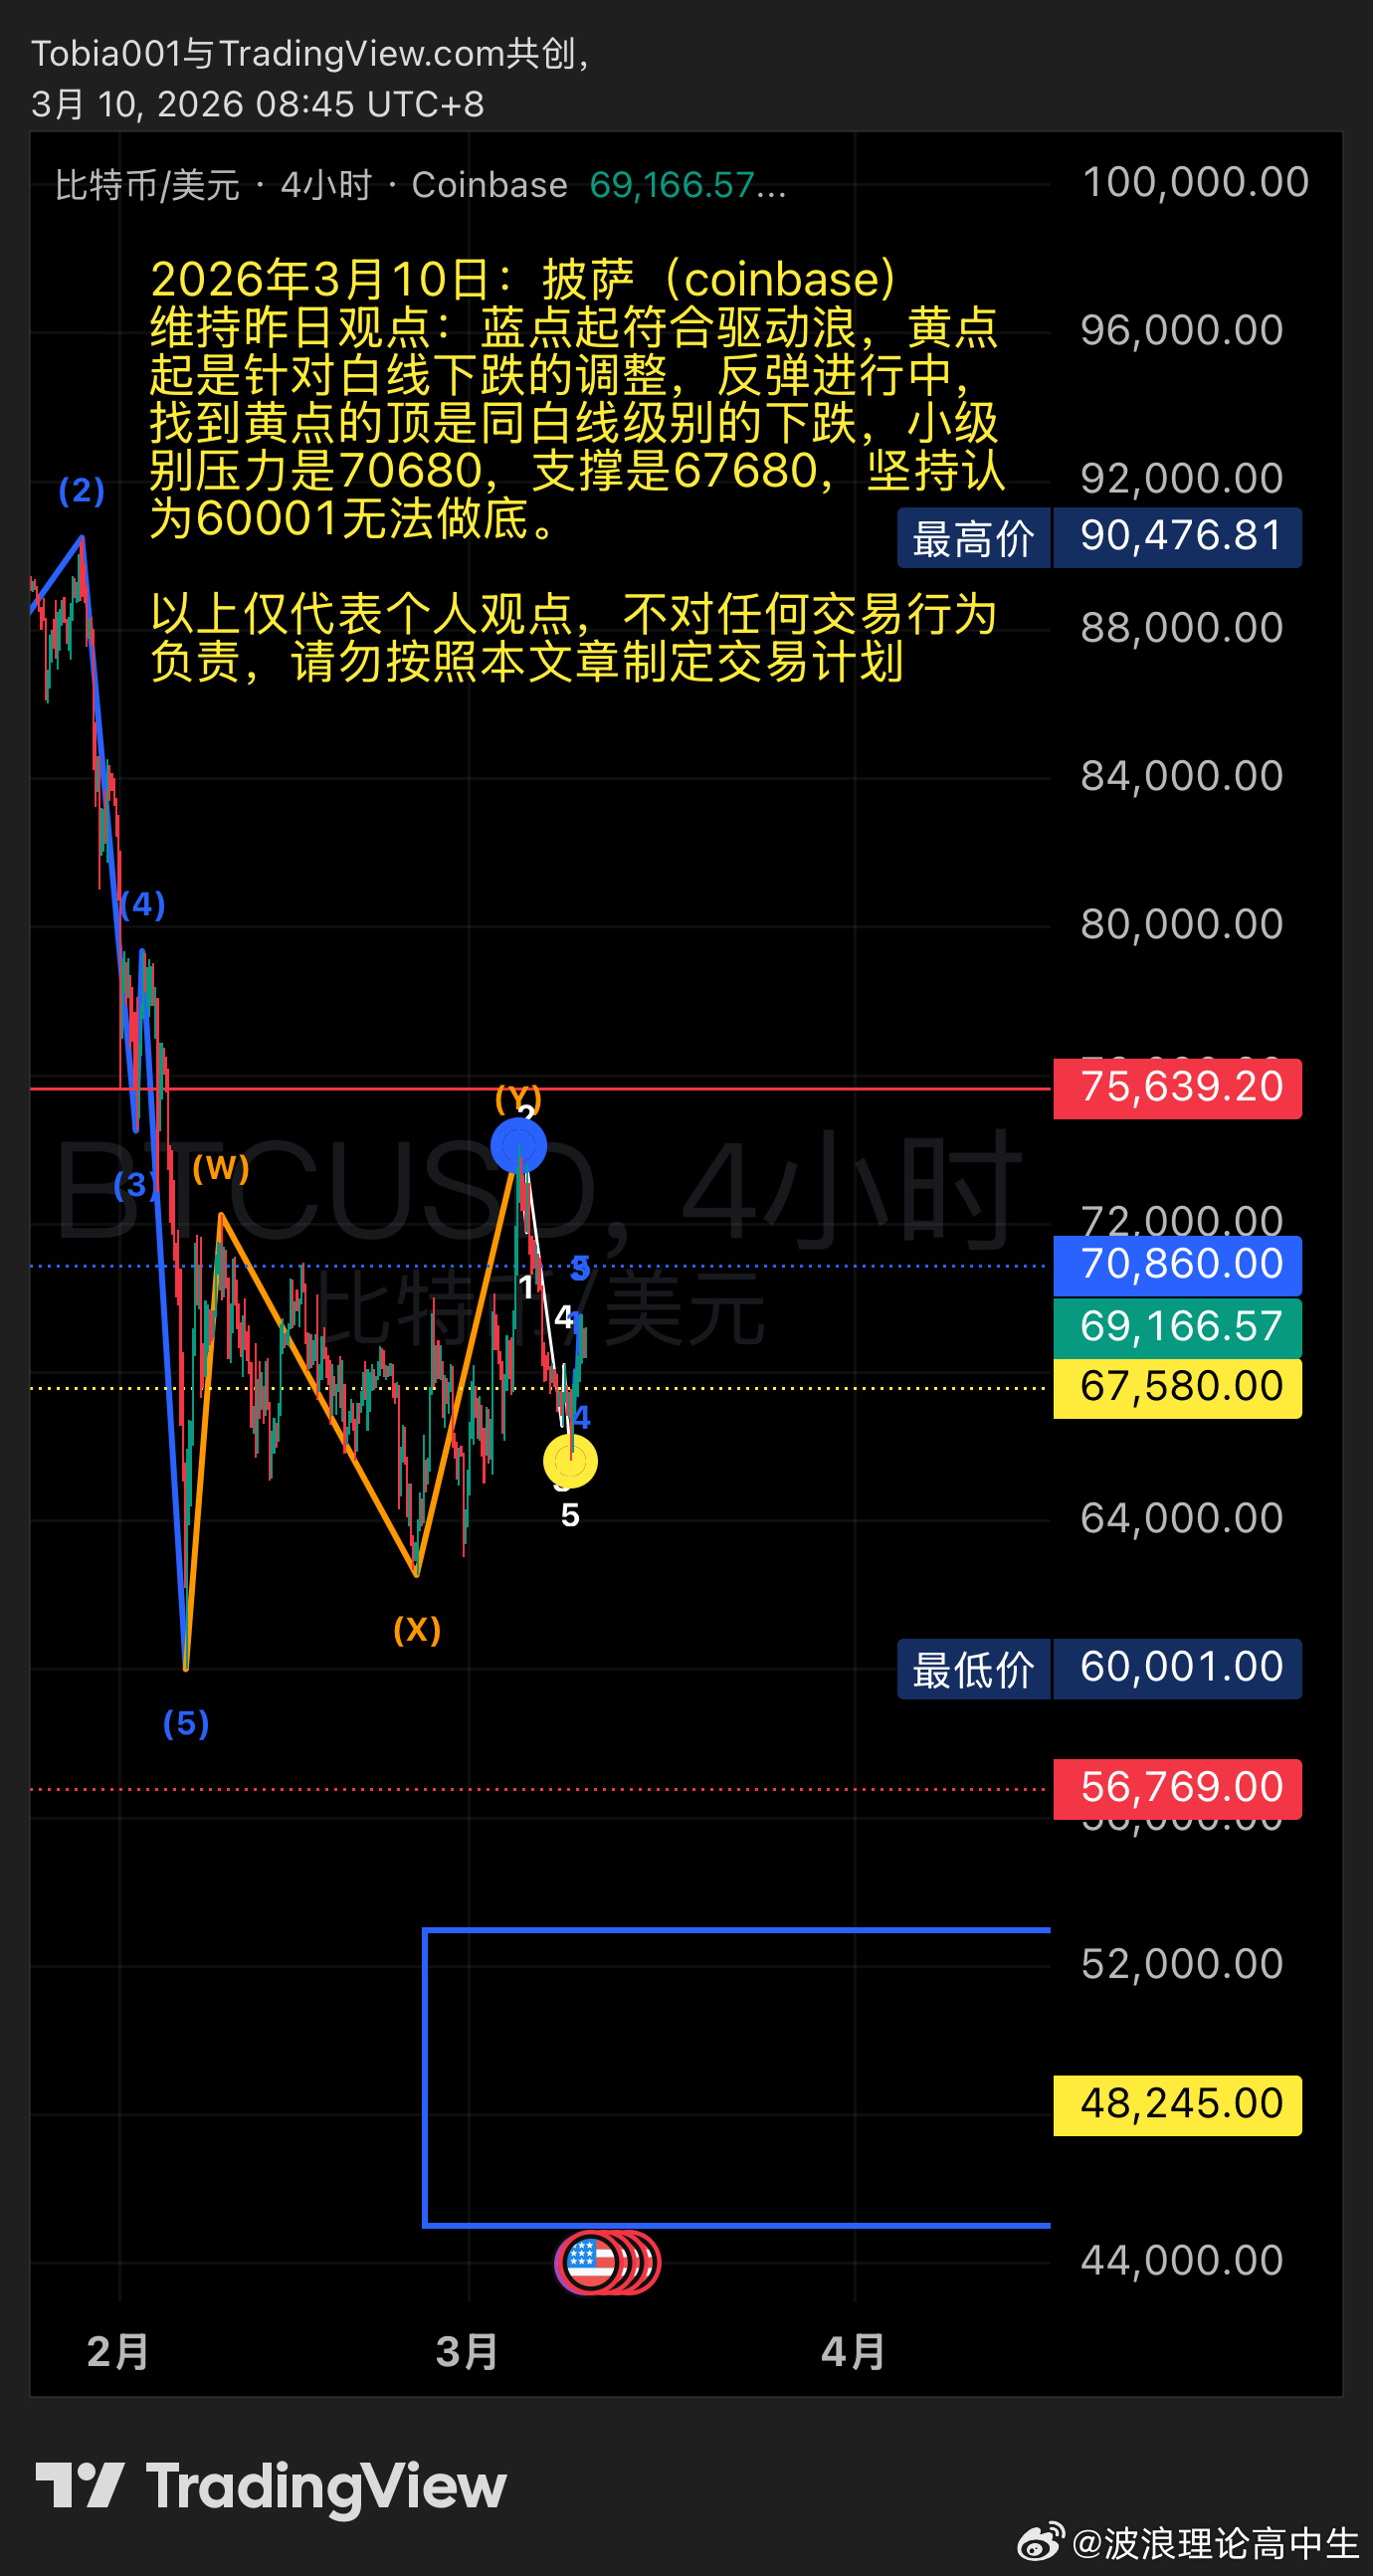 Tobia001与TradingView.com共创，
3月 10, 2026 08:45 UTC+8
比特币/美元 · 4小时 · Coinbase 69,166.57...
100,000.00
2026年3月10日：披萨（coinbase）
维持昨日观点：蓝点起符合驱动浪，黄点
起是针对白线下跌的调整，反弹进行中，
找到黄点的顶是同白线级别的下跌，小级
别压力是70680，支撑是67680，坚持认
为60001无法做底。
以上仅代表个人观点，不对任何交易行为
负责，请勿按照本文章制定交易计划
96,000.00
92,000.00
最高价 90,476.81
88,000.00
84,000.00
80,000.00
75,639.20
72,000.00
70,860.00
69,166.57
67,580.00
64,000.00
最低价 60,001.00
56,769.00
52,000.00
48,245.00
44,000.00
(2)
(4)
(3)
(W)
(Y)
2
1
4
5
4
5
(X)
(5)
BTCUSD, 4小时
比特币/美元
2月
3月
4月
TradingView
@波浪理论高中生